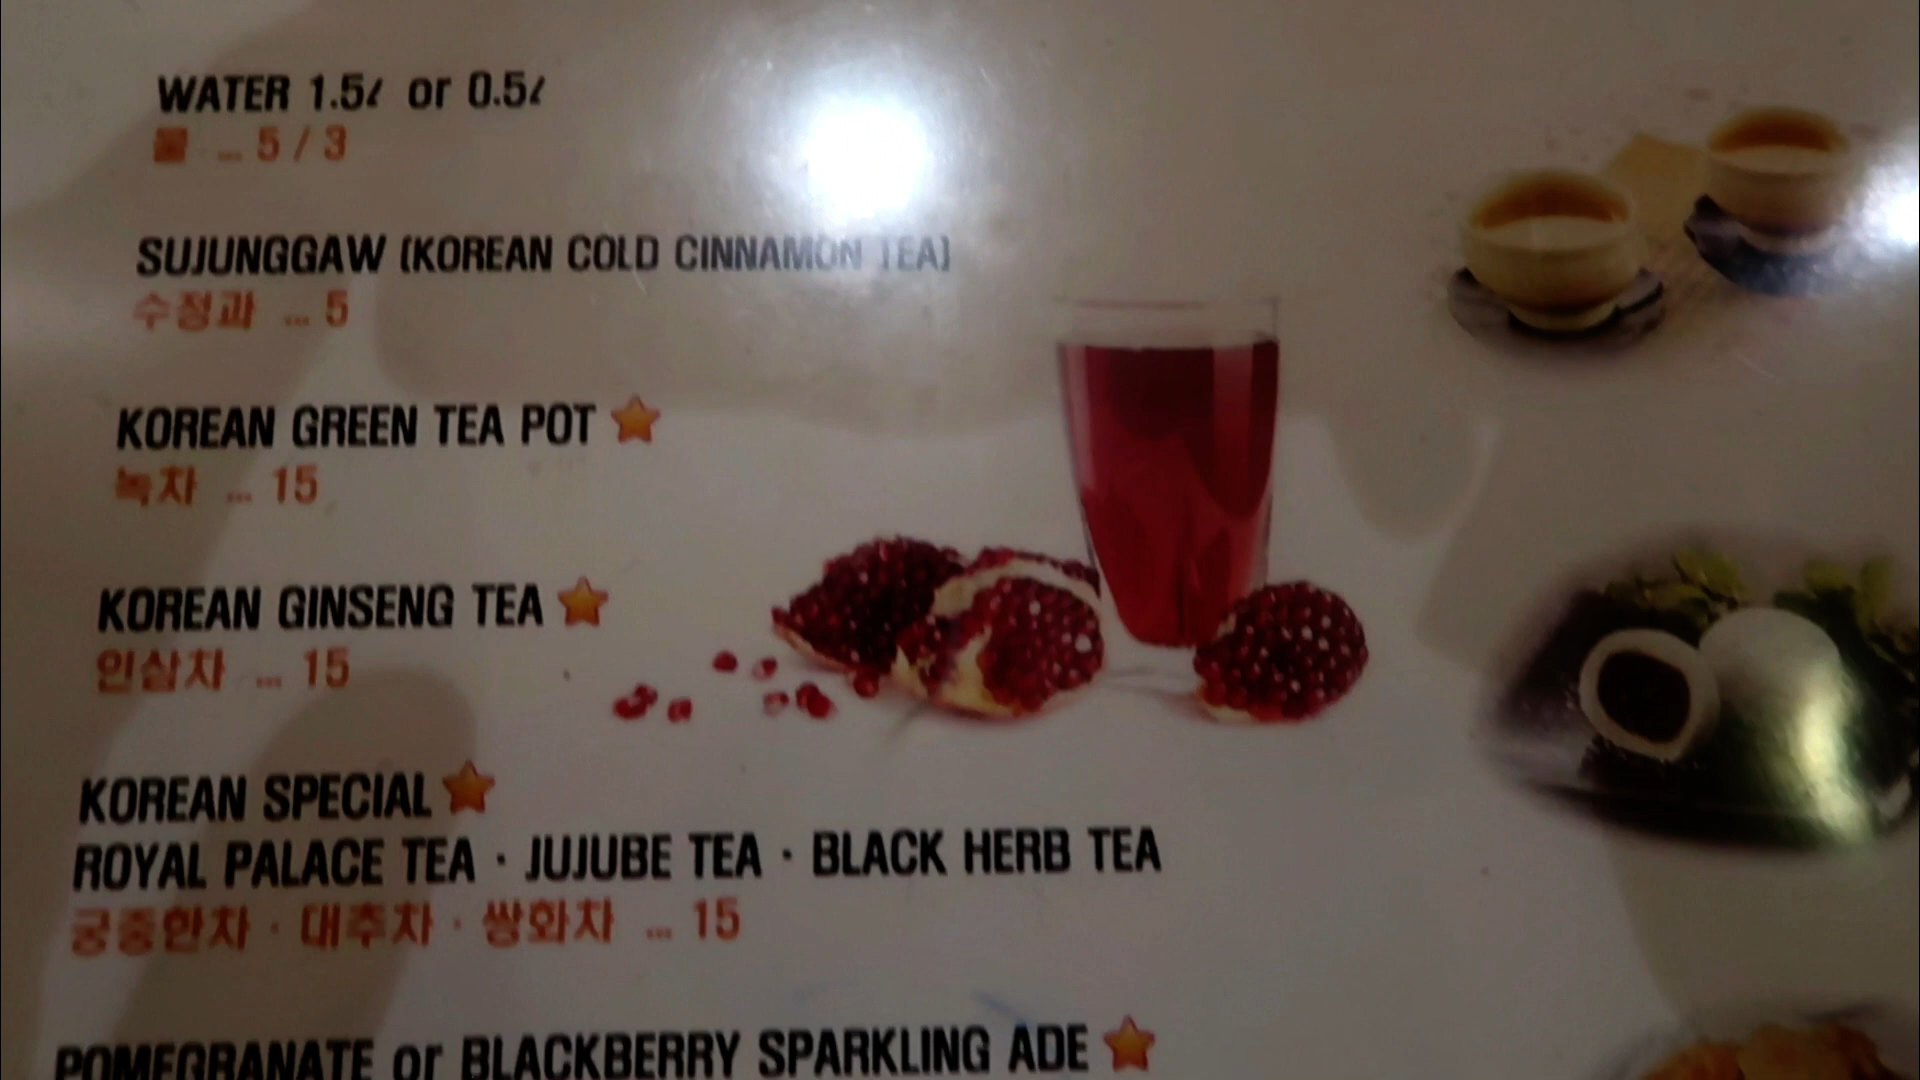 WATER 1.5ℓ or 0.5ℓ
물 ... 5 / 3
SUJUNGGAW (KOREAN COLD CINNAMON TEA)
수정과 ... 5
KOREAN GREEN TEA POT
녹차 ... 15
KOREAN GINSENG TEA
인삼차 ... 15
KOREAN SPECIAL
ROYAL PALACE TEA · JUJUBE TEA · BLACK HERB TEA
궁중한차 · 대추차 · 쌍화차 ... 15
POMEGRANATE or BLACKBERRY SPARKLING ADE